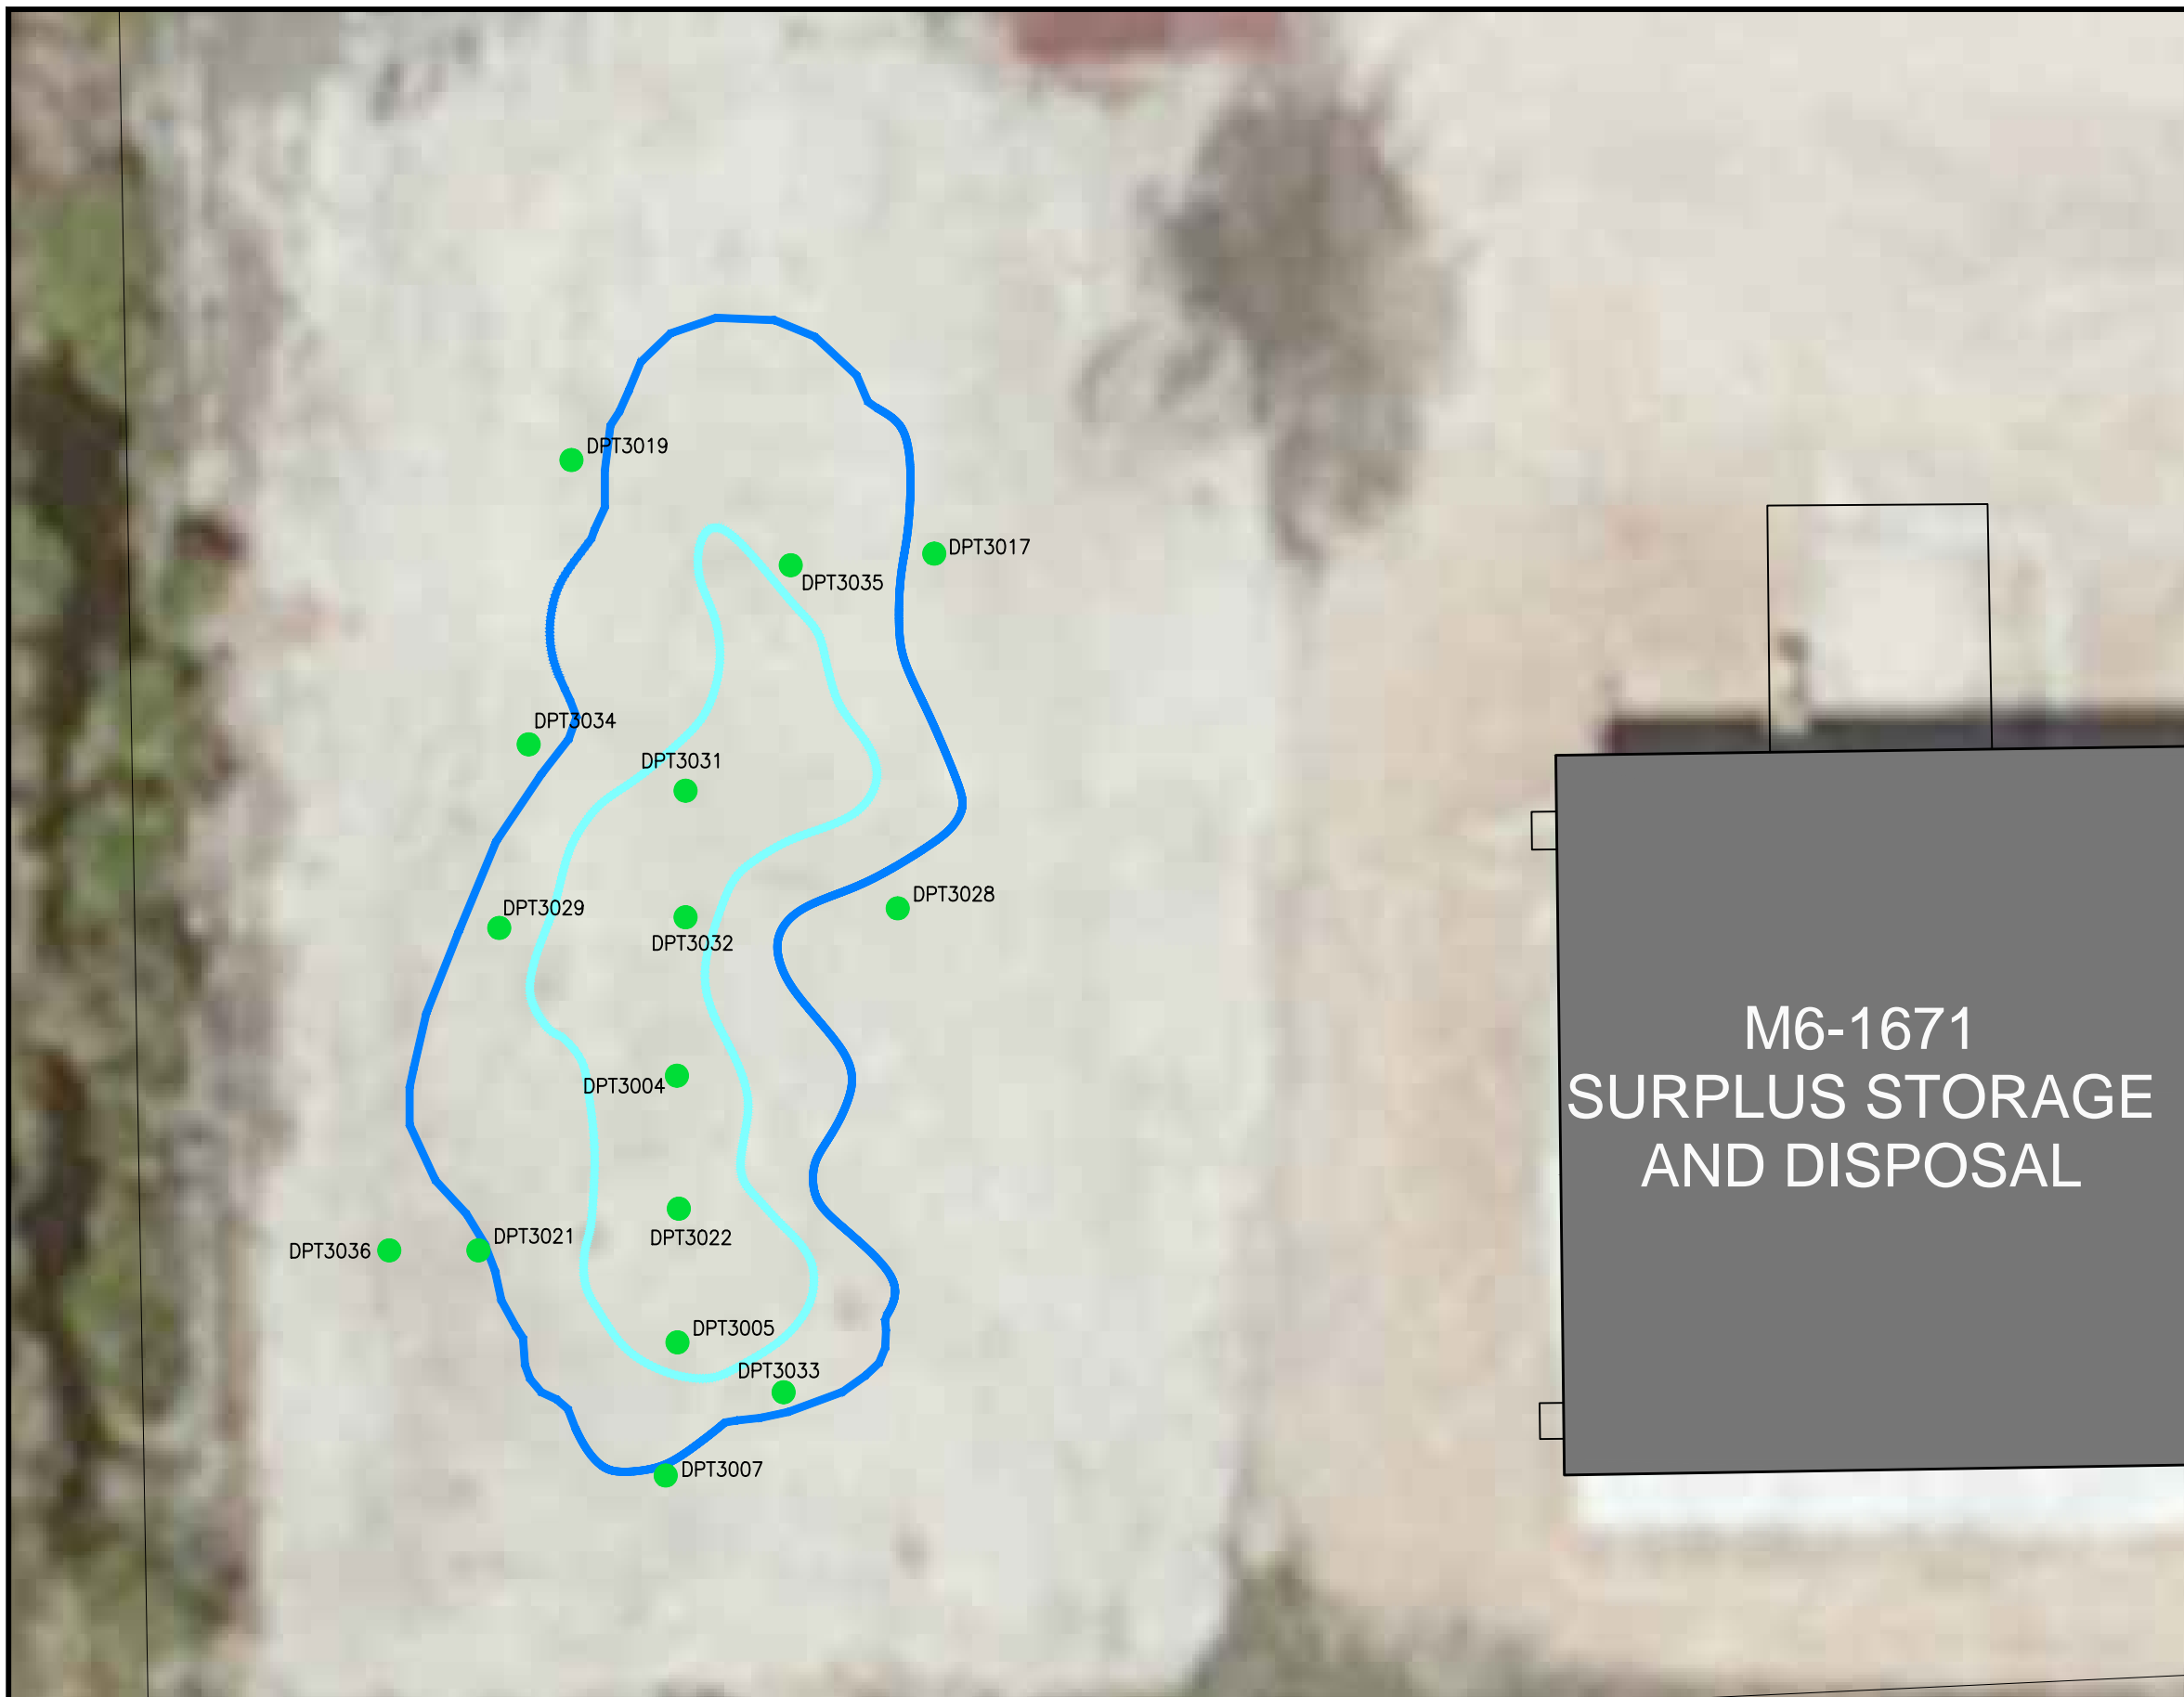 DPT3019
DPT3017
DPT3035
DPT3034
DPT3031
DPT3028
DPT3029
DPT3032
M6-1671
SURPLUS STORAGE
AND DISPOSAL
DPT3004
DPT3022
DPT3021
DPT3036
DPT3005
DPT3033
DPT3007